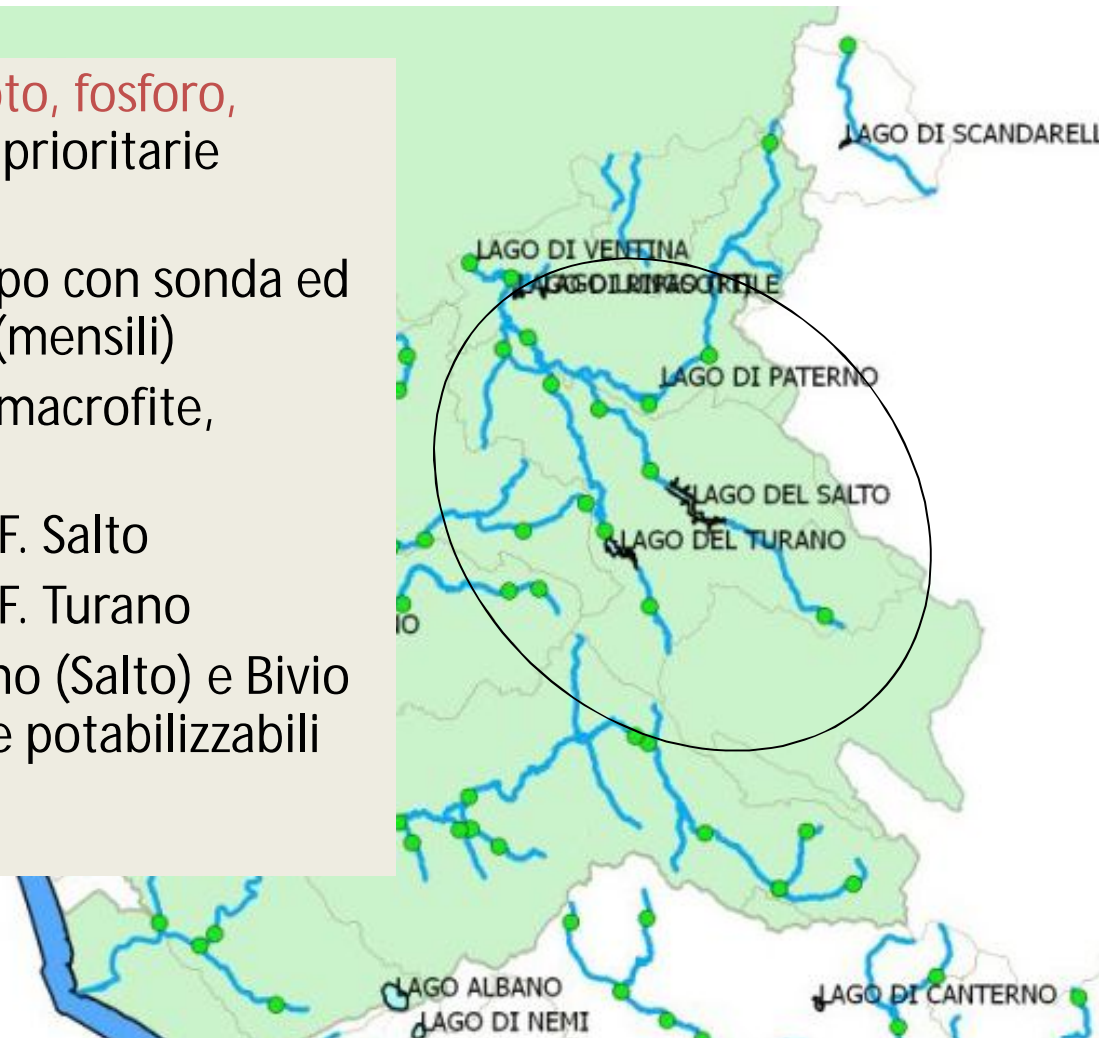 oto, fosforo,
prioritarie
po con sonda ed
(mensili)
macrofite,
F. Salto
F. Turano
no (Salto) e Bivio
e potabilizzabili
LAGO DI SCANDARELL
LAGO DI VENTINA
LAGO DI PATERNO
LAGO DEL SALTO
LAGO DEL TURANO
NO
LAGO ALBANO
LAGO DI NEMI
LAGO DI CANTERNO